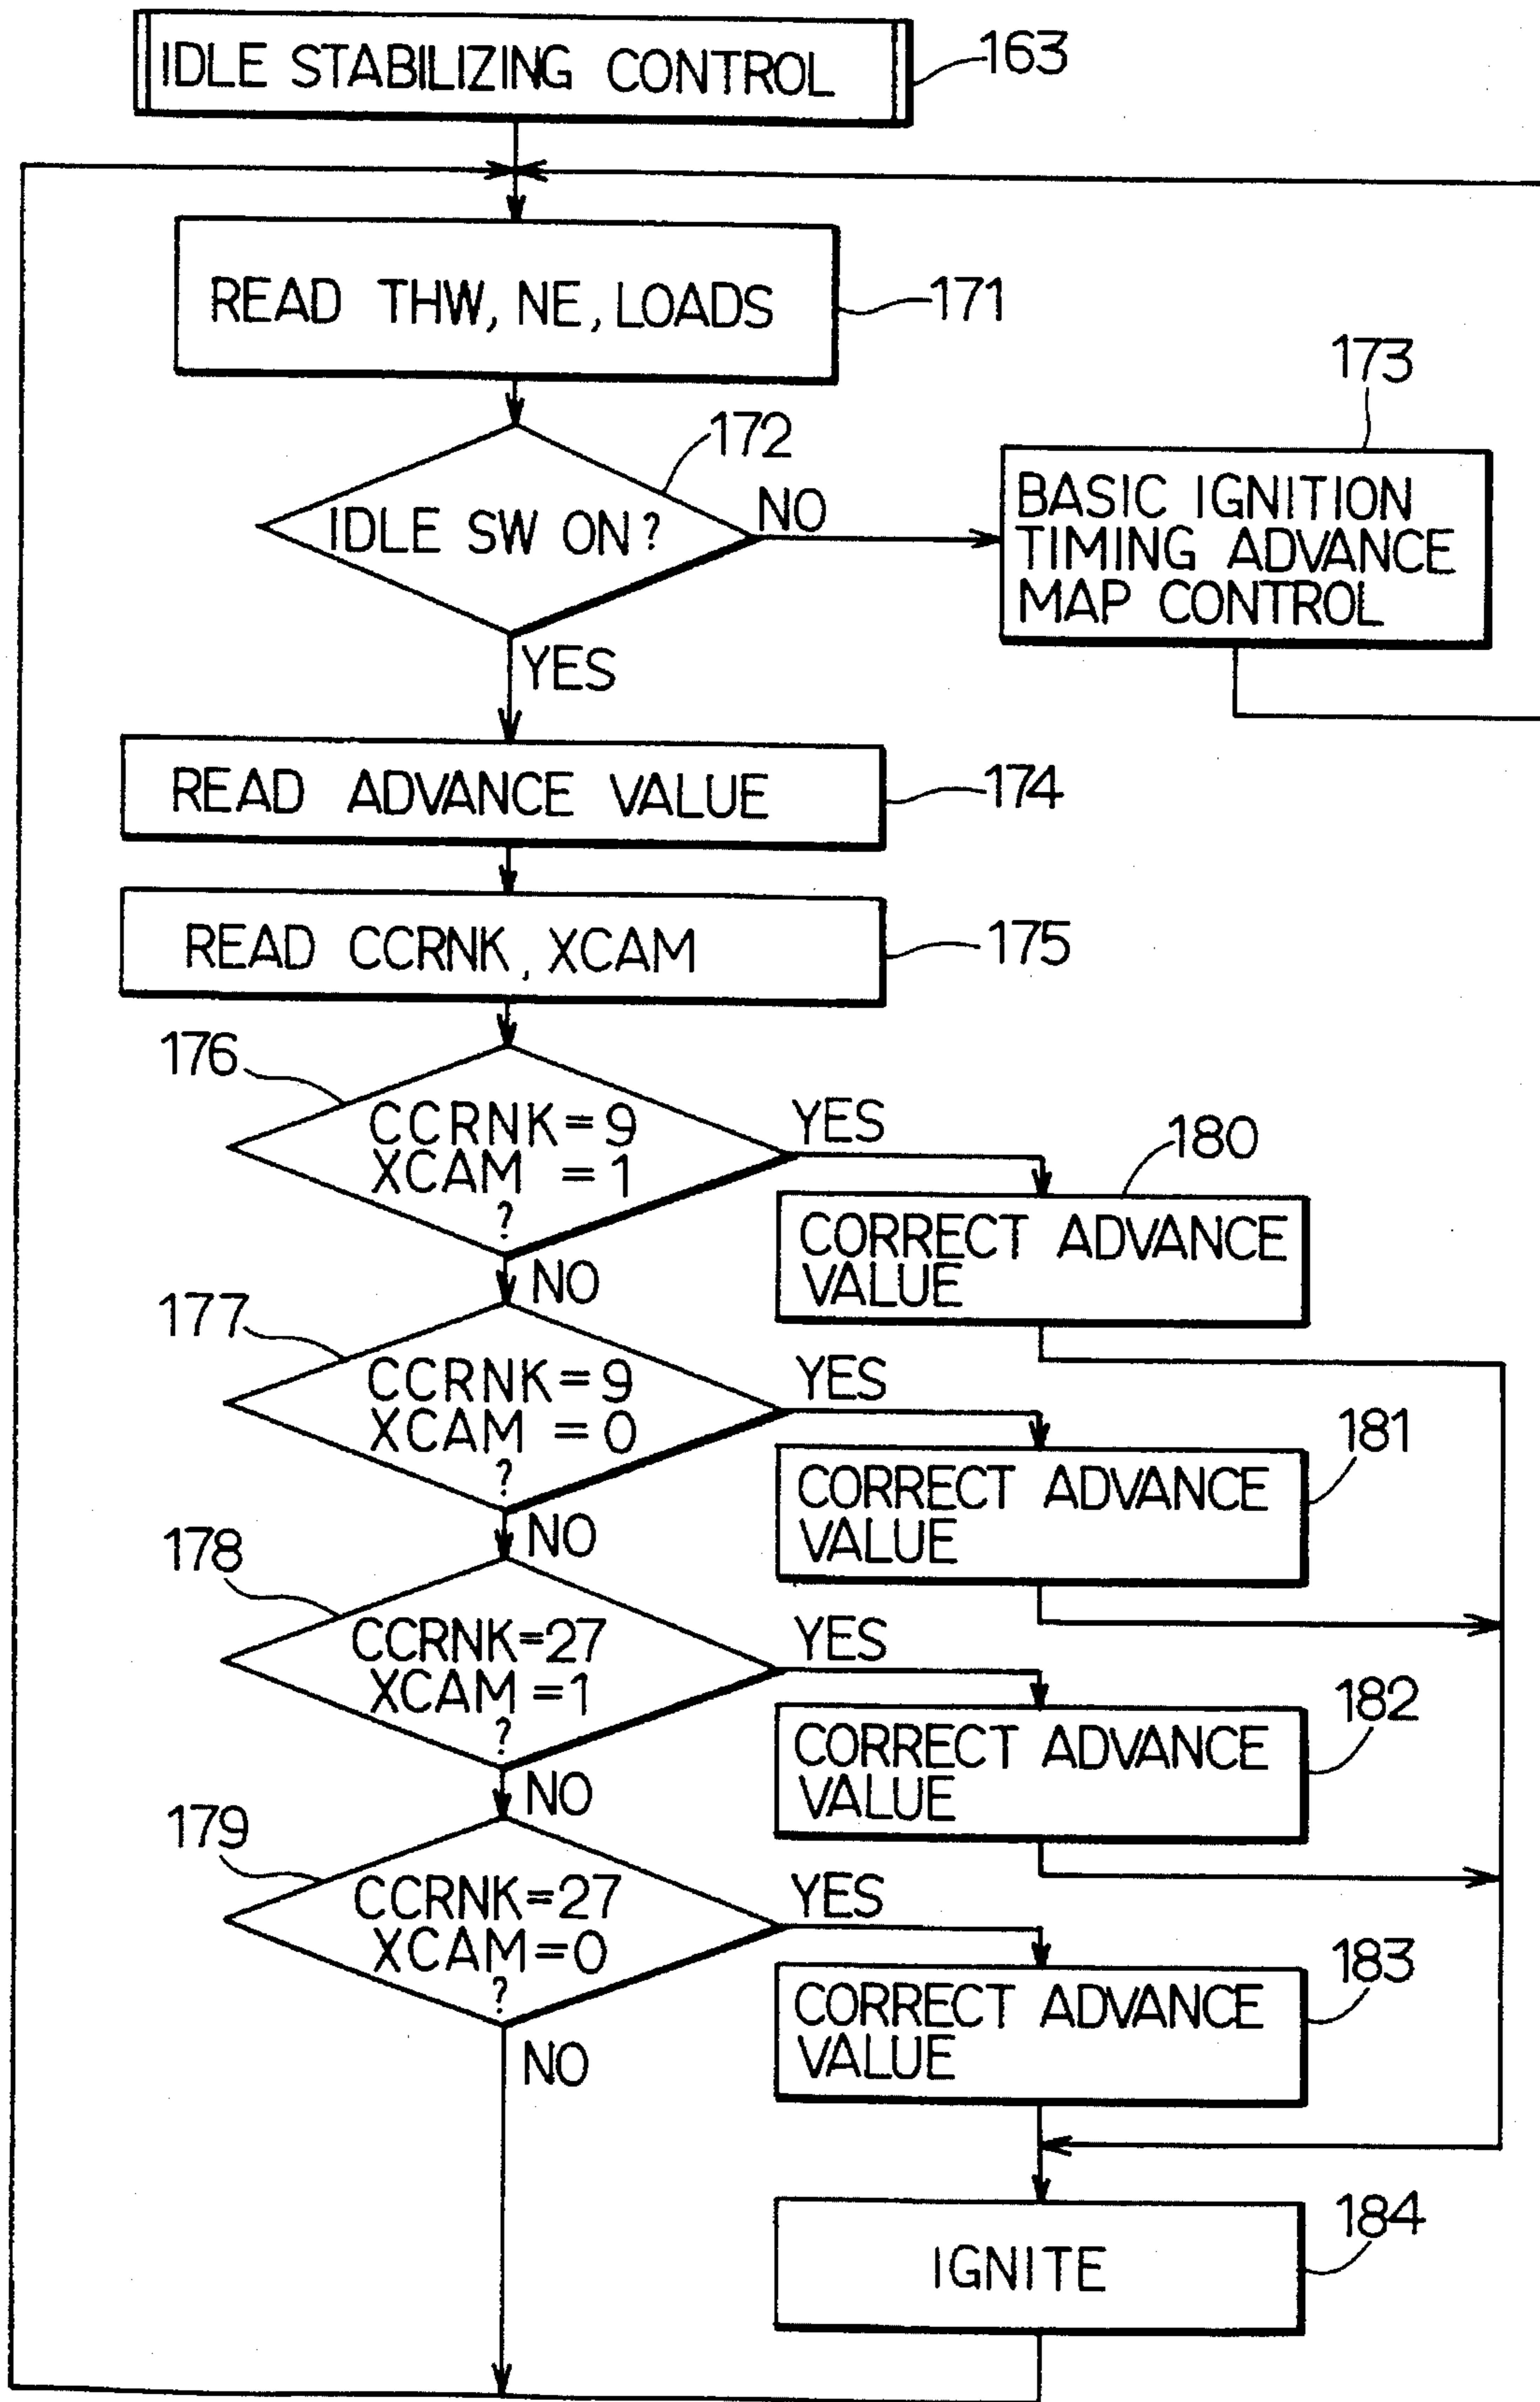 IDLE STABILIZING CONTROL
163
READ THW, NE, LOADS
171
172
IDLE SW ON?
NO
173
BASIC IGNITION
TIMING ADVANCE
MAP CONTROL
YES
READ ADVANCE VALUE
174
READ CCRNK, XCAM
175
176
CCRNK=9
XCAM =1
?
YES
180
CORRECT ADVANCE
VALUE
NO
177
CCRNK=9
XCAM =0
?
YES
181
CORRECT ADVANCE
VALUE
NO
178
CCRNK=27
XCAM=1
?
YES
182
CORRECT ADVANCE
VALUE
NO
179
CCRNK=27
XCAM=0
?
YES
183
CORRECT ADVANCE
VALUE
NO
184
IGNITE